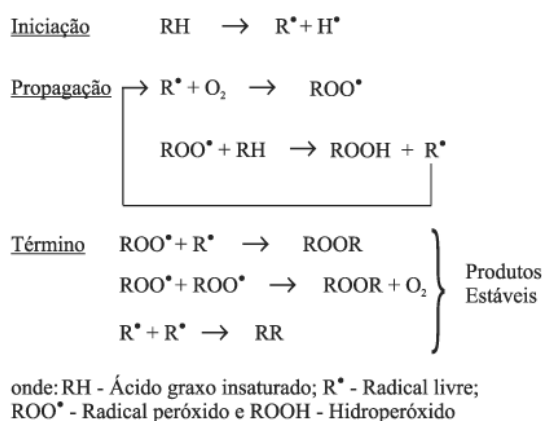 Iniciação RH → R• + H•
Propagação R• + O₂ → ROO•
ROO• + RH → ROOH + R•
Término ROO• + R• → ROOR
ROO• + ROO• → ROOR + O₂
Produtos
Estáveis
R• + R• → RR
onde: RH - Ácido graxo insaturado; R• - Radical livre;
ROO• - Radical peróxido e ROOH - Hidroperóxido